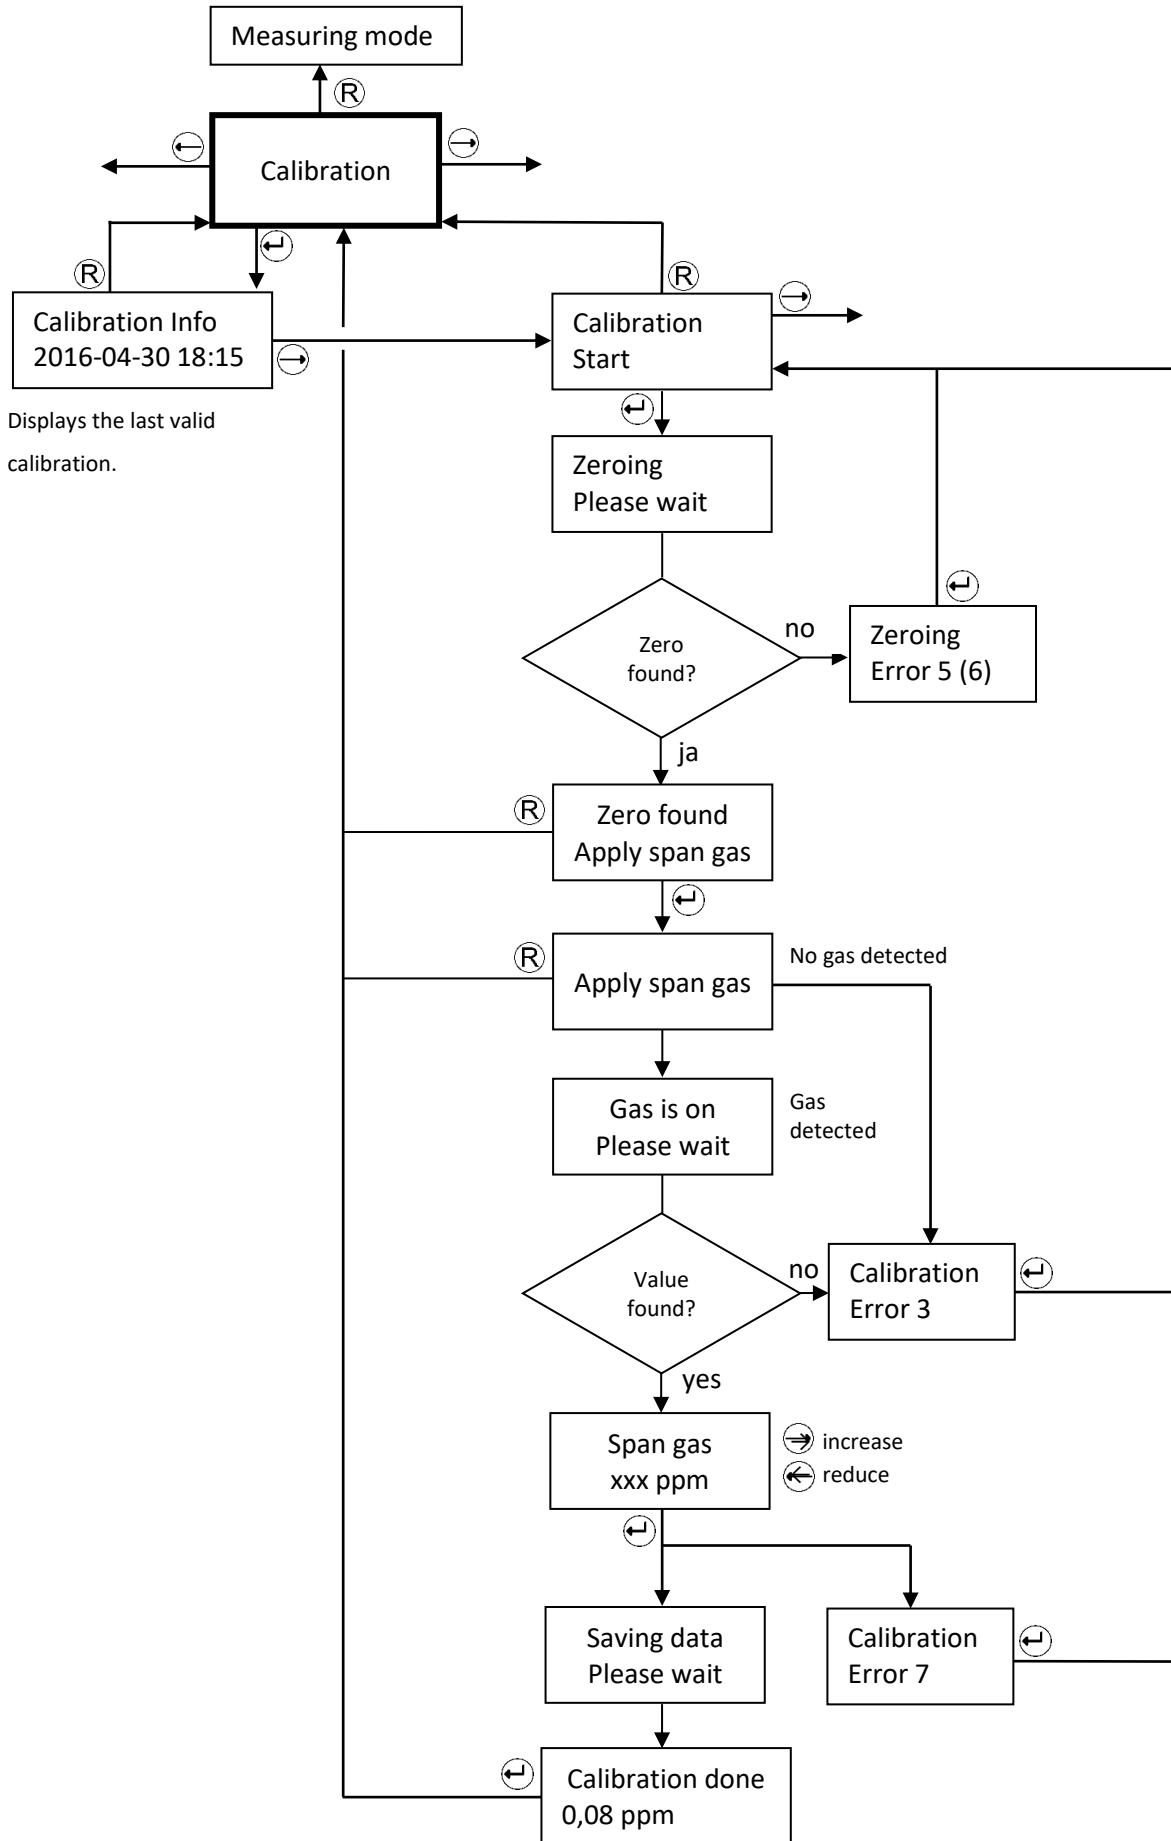 Measuring mode
R
Calibration
R
R
Calibration Info
2016-04-30 18:15
Calibration
Start
Displays the last valid
calibration.
Zeroing
Please wait
no
Zero
found?
Zeroing
Error 5 (6)
ja
R
Zero found
Apply span gas
R
Apply span gas
No gas detected
Gas is on
Please wait
Gas
detected
Value
found?
no
Calibration
Error 3
yes
Span gas
xxx ppm
increase
reduce
Saving data
Please wait
Calibration
Error 7
Calibration done
0,08 ppm